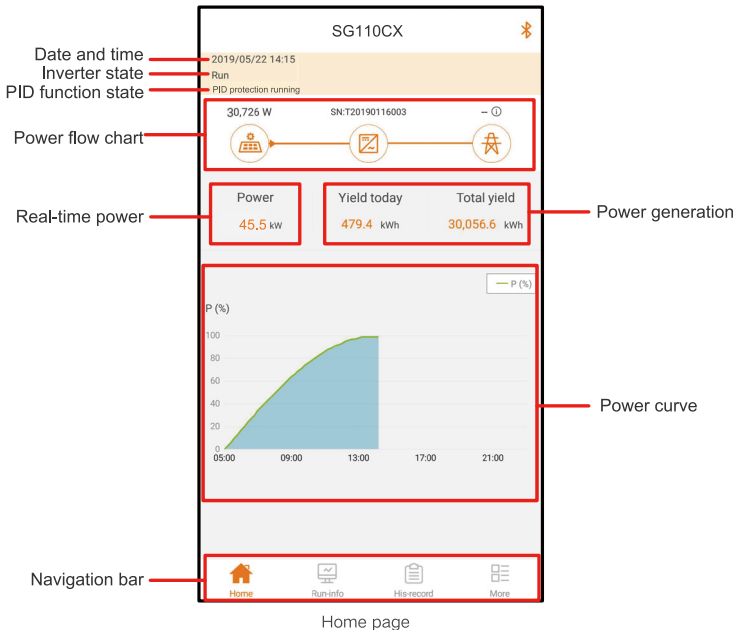 SG110CX
Date and time
2019/05/22 14:15
Inverter state
Run
PID function state
PID protection running
30,726 W
SN:T20190116003
--
Power flow chart
Power
Yield today
Total yield
Real-time power
45.5 kW
479.4 kWh
30,056.6 kWh
Power generation
P (%)
P (%)
100
80
60
40
20
0
05:00
09:00
13:00
17:00
21:00
Power curve
Navigation bar
Home
Run-info
His-record
More
Home page